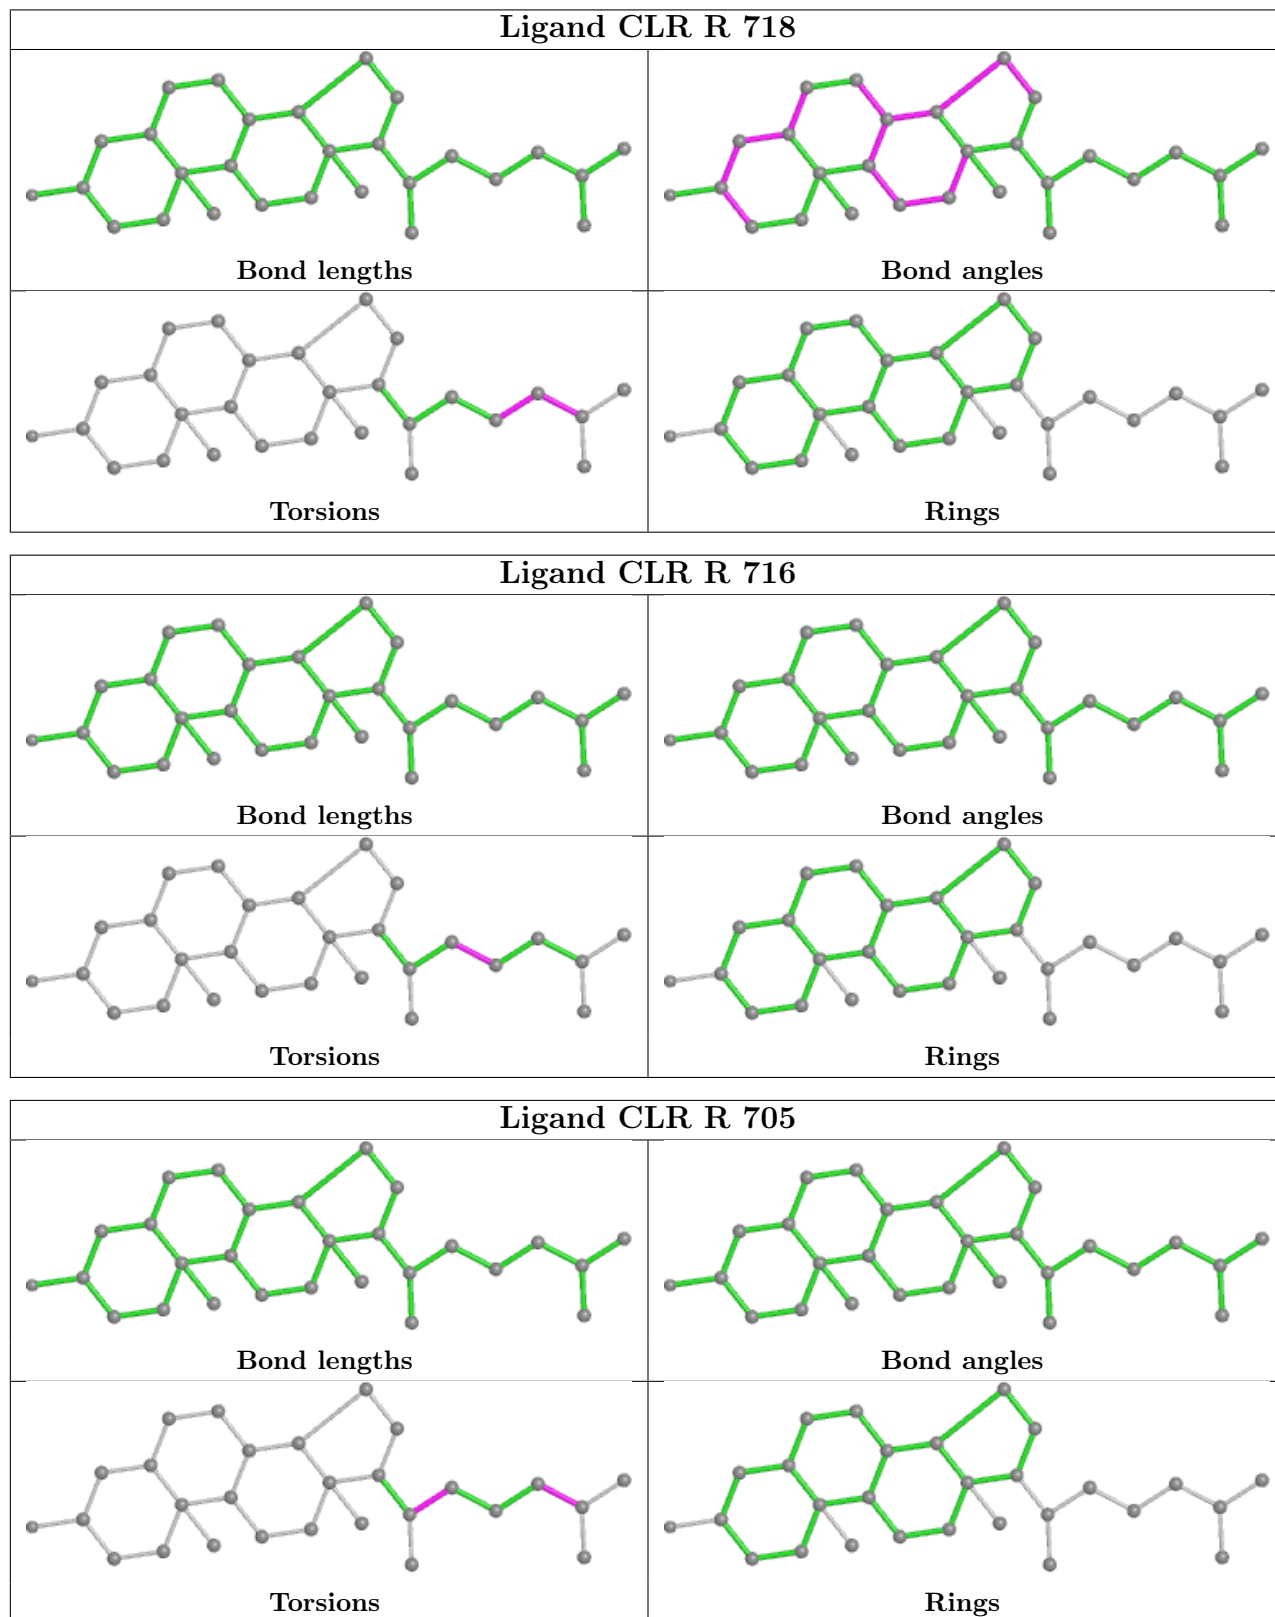 Ligand CLR R 718
Bond lengths
Bond angles
Torsions
Rings
Ligand CLR R 716
Bond lengths
Bond angles
Torsions
Rings
Ligand CLR R 705
Bond lengths
Bond angles
Torsions
Rings